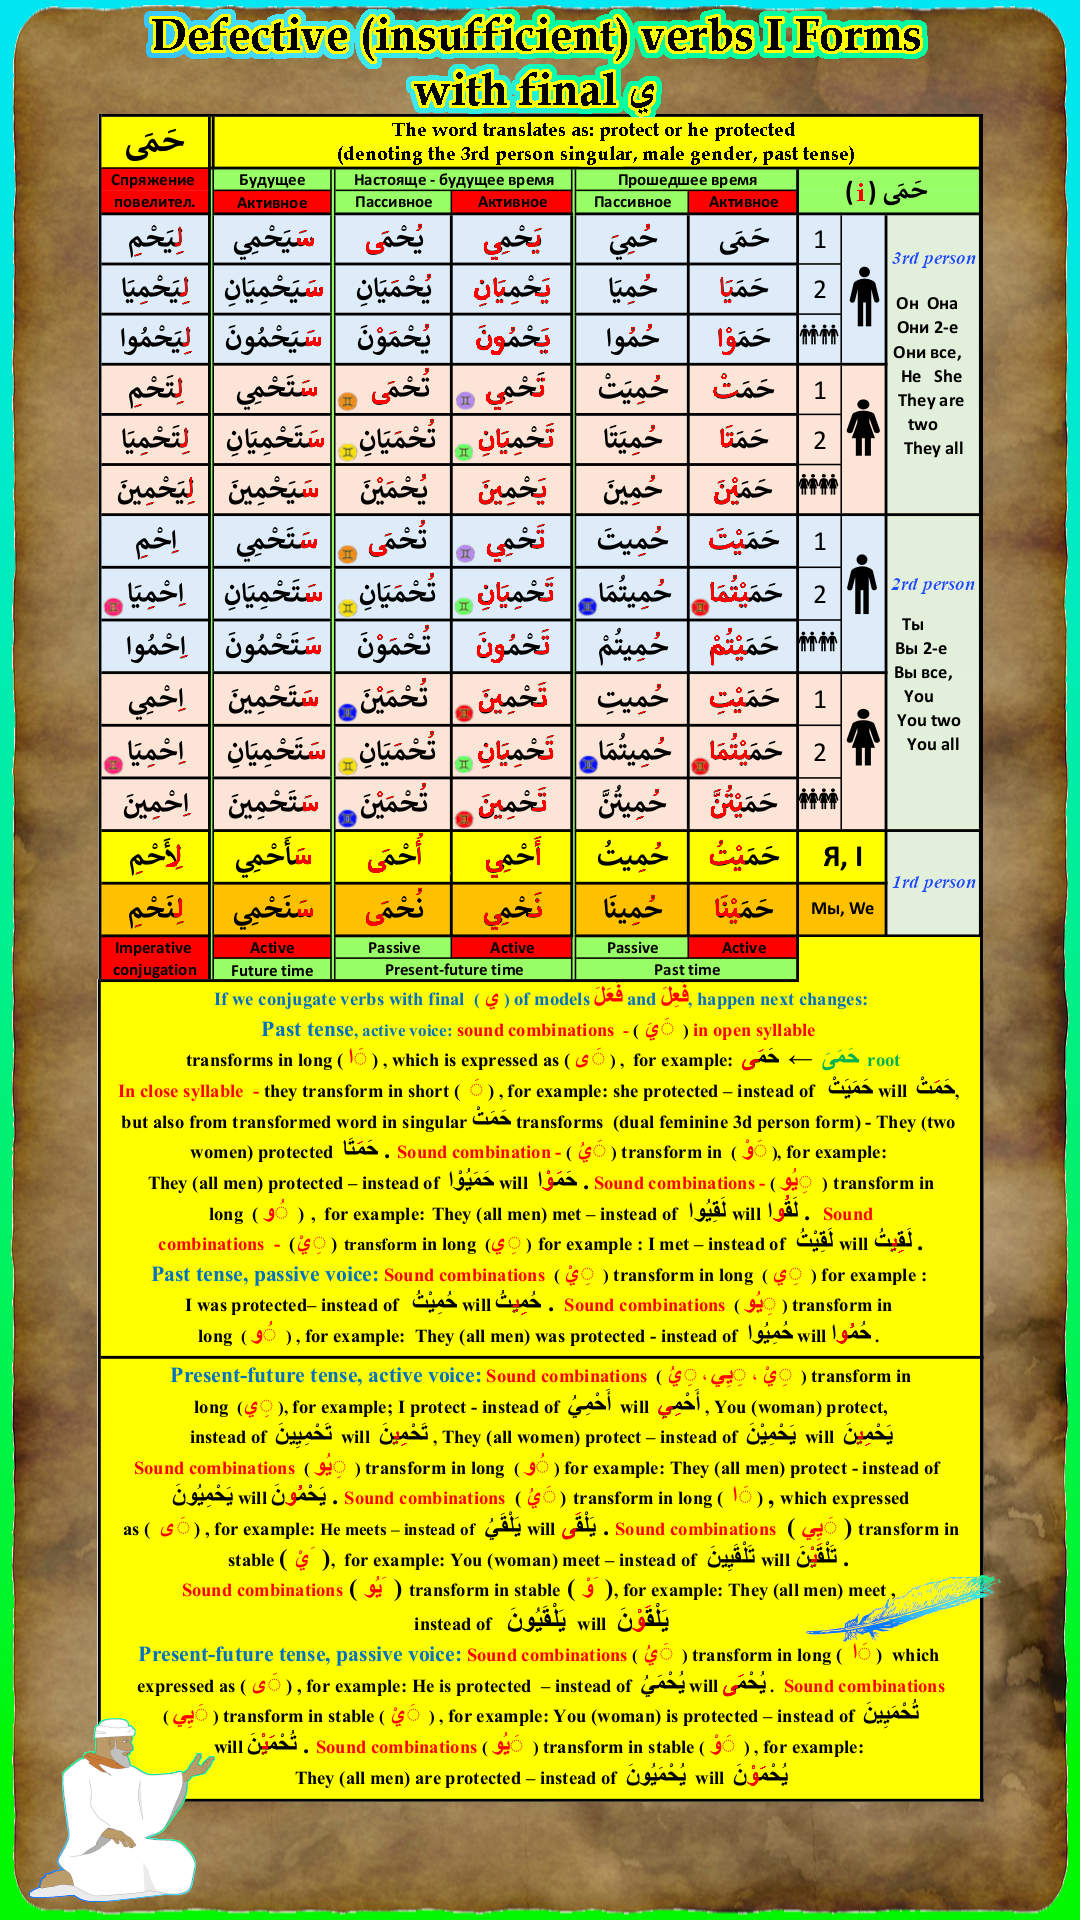 Defective (insufficient) verbs I Forms
with final ي
حَمَى The word translates as: protect or he protected
(denoting the 3rd person singular, male gender, past tense)
Спряжение повелител. Будущее Настояще - будущее время Прошедшее время حَمَى (i)
Активное Пассивное Активное Пассивное Активное
لِيَحْمِ سَيَحْمِي يُحْمَى يَحْمِي حُمِيَ حَمَى 1
لِيَحْمِيَا سَيَحْمِيَانِ يُحْمَيَانِ يَحْمِيَانِ حُمِيَا حَمَيَا 2
لِيَحْمُوا سَيَحْمُونَ يُحْمَوْنَ يَحْمُونَ حُمُوا حَمَوْا
لِتَحْمِ سَتَحْمِي تُحْمَى تَحْمِي حُمِيَتْ حَمَتْ 1
لِتَحْمِيَا سَتَحْمِيَانِ تُحْمَيَانِ تَحْمِيَانِ حُمِيَتَا حَمَتَا 2
لِيَحْمِينَ سَيَحْمِينَ يُحْمَيْنَ يَحْمِينَ حُمِينَ حَمَيْنَ
3rd person
Он Она
Они 2-е
Они все,
He She
They are
two
They all
اِحْمِ سَتَحْمِي تُحْمَى تَحْمِي حُمِيتَ حَمَيْتَ 1
اِحْمِيَا سَتَحْمِيَانِ تُحْمَيَانِ تَحْمِيَانِ حُمِيتُمَا حَمَيْتُمَا 2
اِحْمُوا سَتَحْمُونَ تُحْمَوْنَ تَحْمُونَ حُمِيتُمْ حَمَيْتُمْ
اِحْمِي سَتَحْمِينَ تُحْمَيْنَ تَحْمِينَ حُمِيتِ حَمَيْتِ 1
اِحْمِيَا سَتَحْمِيَانِ تُحْمَيَانِ تَحْمِيَانِ حُمِيتُمَا حَمَيْتُمَا 2
اِحْمِينَ سَتَحْمِينَ تُحْمَيْنَ تَحْمِينَ حُمِيتُنَّ حَمَيْتُنَّ
2rd person
Ты
Вы 2-е
Вы все,
You
You two
You all
لِأَحْمِ سَأَحْمِي أُحْمَى أَحْمِي حُمِيتُ حَمَيْتُ Я, I
لِنَحْمِ سَنَحْمِي نُحْمَى نَحْمِي حُمِينَا حَمَيْنَا Мы, We
1rd person
Imperative conjugation Active Passive Active Passive Active
Future time Present-future time Past time
If we conjugate verbs with final ( ي ) of models فَعَلَ and فَعِلَ, happen next changes:
Past tense, active voice: sound combinations - ( َيَ ) in open syllable
transforms in long ( َا ) , which is expressed as ( َى ) , for example: حَمَى ← حَمَيَ root
In close syllable - they transform in short ( َ ) , for example: she protected – instead of حَمَيَتْ will حَمَتْ,
but also from transformed word in singular حَمَتْ transforms (dual feminine 3d person form) - They (two
women) protected حَمَتَا . Sound combination - ( َيُ ) transform in ( َوْ ), for example:
They (all men) protected – instead of حَمَيُوْا will حَمَوْا . Sound combinations - ( ِيُو ) transform in
long ( ُو ) , for example: They (all men) met – instead of لَقِيُوا will لَقُوا . Sound
combinations - ( ِيْ ) transform in long ( ِي ) for example : I met – instead of لَقِيْتُ will لَقِيتُ .
Past tense, passive voice: Sound combinations ( ِيْ ) transform in long ( ِي ) for example :
I was protected– instead of حُمِيْتُ will حُمِيتُ . Sound combinations ( ِيُو ) transform in
long ( ُو ) , for example: They (all men) was protected - instead of حُمِيُوا will حُمُوا .
Present-future tense, active voice: Sound combinations ( ِيْ ، ِيِي ، ِيُ ) transform in
long ( ِي ), for example; I protect - instead of أَحْمِيُ will أَحْمِي , You (woman) protect,
instead of تَحْمِيِينَ will تَحْمِينَ , They (all women) protect – instead of يَحْمِيْنَ will يَحْمِينَ
Sound combinations ( ِيُو ) transform in long ( ُو ) for example: They (all men) protect - instead of
يَحْمِيُونَ will يَحْمُونَ . Sound combinations ( َيُ ) transform in long ( َا ) , which expressed
as ( َى ) , for example: He meets – instead of يَلْقَيُ will يَلْقَى . Sound combinations ( َيِي ) transform in
stable ( َيْ ), for example: You (woman) meet – instead of تَلْقَيِينَ will تَلْقَيْنَ .
Sound combinations ( َيُو ) transform in stable ( َوْ ), for example: They (all men) meet ,
instead of يَلْقَيُونَ will يَلْقَوْنَ
Present-future tense, passive voice: Sound combinations ( َيُ ) transform in long ( َا ) which
expressed as ( َى ) , for example: He is protected – instead of يُحْمَيُ will يُحْمَى . Sound combinations
( َيِي ) transform in stable ( َيْ ) , for example: You (woman) is protected – instead of تُحْمَيِينَ
will تُحْمَيْنَ . Sound combinations ( َيُو ) transform in stable ( َوْ ) , for example:
They (all men) are protected – instead of يُحْمَيُونَ will يُحْمَوْنَ